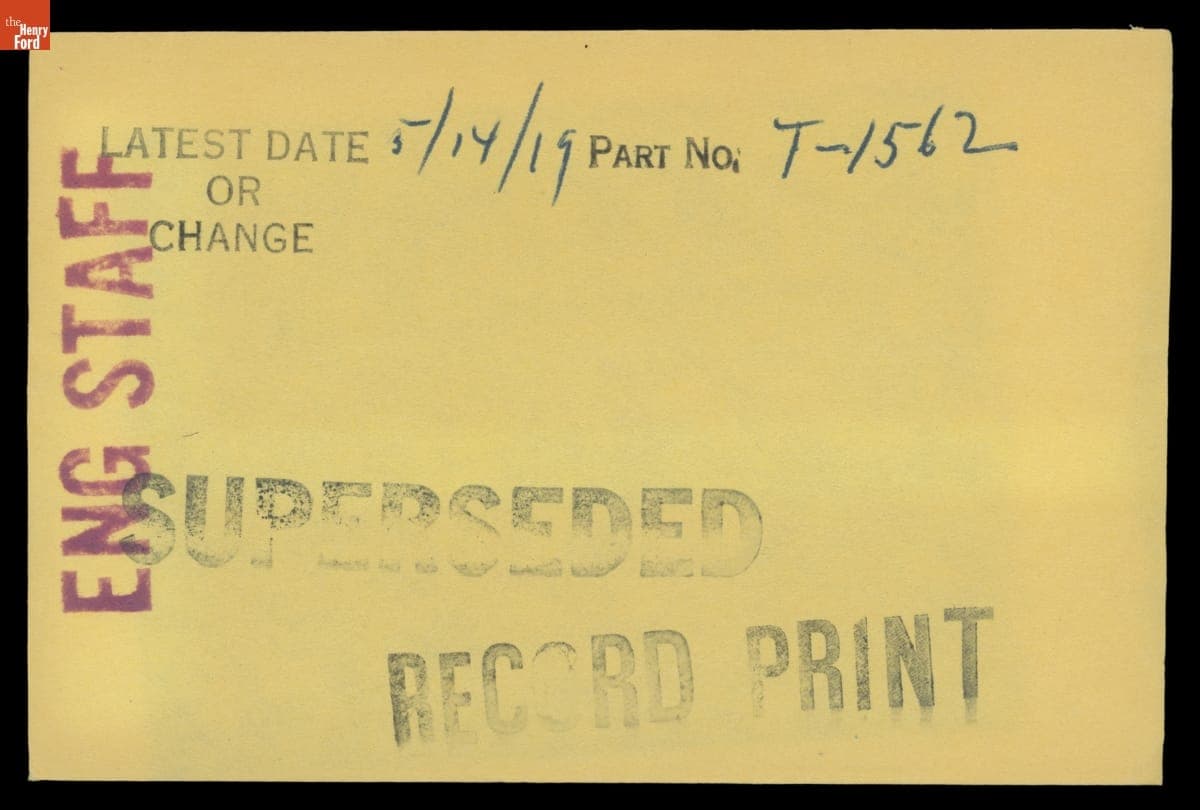 the
Henry
Ford
LATEST DATE 5/14/19 PART NO. T-1562
OR
CHANGE
ENG STAFF
SUPERSEDED
RECORD PRINT